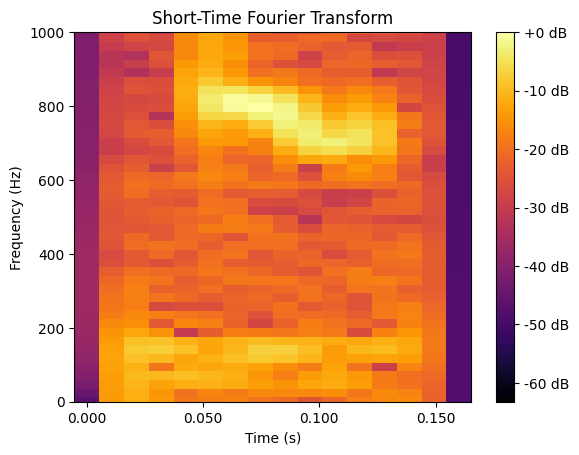 Short-Time Fourier Transform
1000
800
600
400
200
0
Frequency (Hz)
0.000
0.050
0.100
0.150
Time (s)
+0 dB
-10 dB
-20 dB
-30 dB
-40 dB
-50 dB
-60 dB